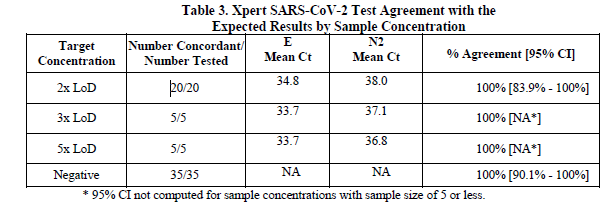 Table 3. Xpert SARS-CoV-2 Test Agreement with the
Expected Results by Sample Concentration
Target Concentration | Number Concordant/ Number Tested | E Mean Ct | N2 Mean Ct | % Agreement [95% CI]
2x LoD | 20/20 | 34.8 | 38.0 | 100% [83.9% - 100%]
3x LoD | 5/5 | 33.7 | 37.1 | 100% [NA*]
5x LoD | 5/5 | 33.7 | 36.8 | 100% [NA*]
Negative | 35/35 | NA | NA | 100% [90.1% - 100%]
* 95% CI not computed for sample concentrations with sample size of 5 or less.